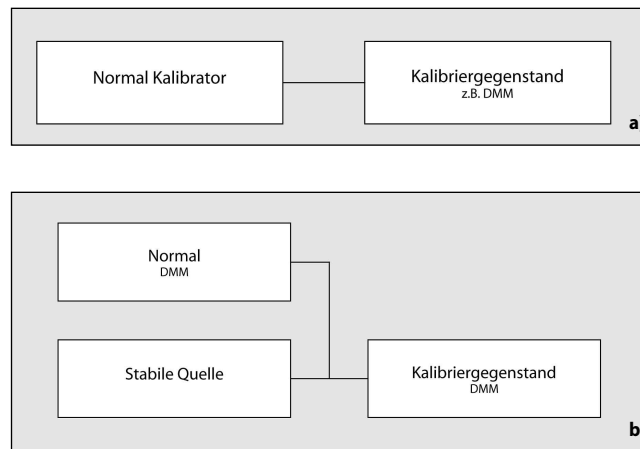 Normal Kalibrator
Kalibriergegenstand
z.B. DMM
a
Normal
DMM
Stabile Quelle
Kalibriergegenstand
DMM
b